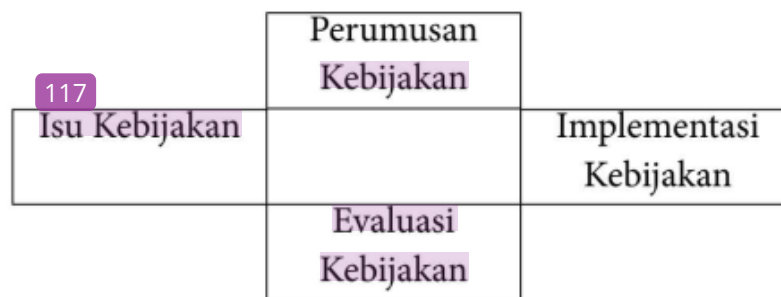 Perumusan
Kebijakan
117
Isu Kebijakan
Implementasi
Kebijakan
Evaluasi
Kebijakan